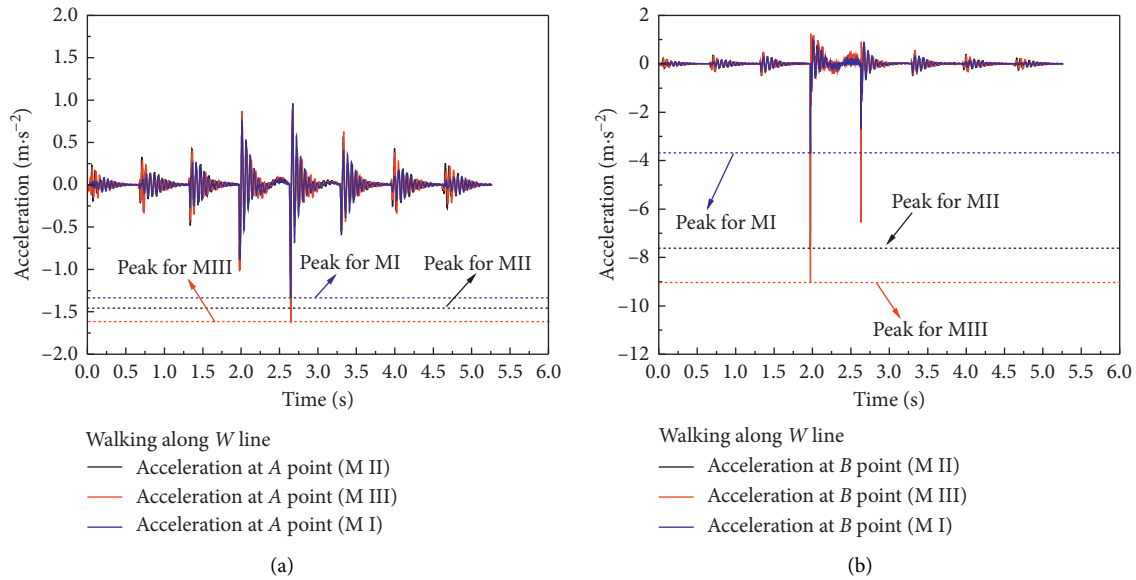 2.0
1.5
1.0
0.5
0.0
−0.5
−1.0
−1.5
−2.0
Acceleration (m·s−2)
Peak for MIII
Peak for MI
Peak for MII
0.0 0.5 1.0 1.5 2.0 2.5 3.0 3.5 4.0 4.5 5.0 5.5 6.0
Time (s)
Walking along W line
Acceleration at A point (M II)
Acceleration at A point (M III)
Acceleration at A point (M I)
(a)
2
0
−2
−4
−6
−8
−10
−12
Acceleration (m·s−2)
Peak for MI
Peak for MII
Peak for MIII
0.0 0.5 1.0 1.5 2.0 2.5 3.0 3.5 4.0 4.5 5.0 5.5 6.0
Time (s)
Walking along W line
Acceleration at B point (M II)
Acceleration at B point (M III)
Acceleration at B point (M I)
(b)